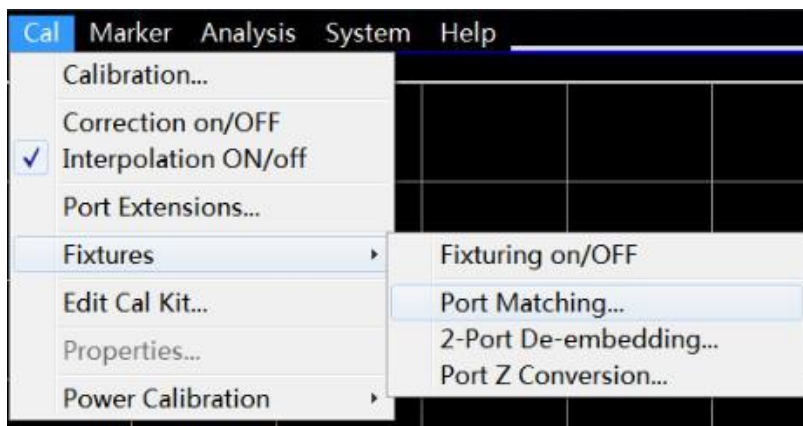 Cal Marker Analysis System Help
Calibration...
Correction on/OFF
Interpolation ON/off
Port Extensions...
Fixtures
Fixturing on/OFF
Edit Cal Kit...
Port Matching...
Properties...
2-Port De-embedding...
Port Z Conversion...
Power Calibration